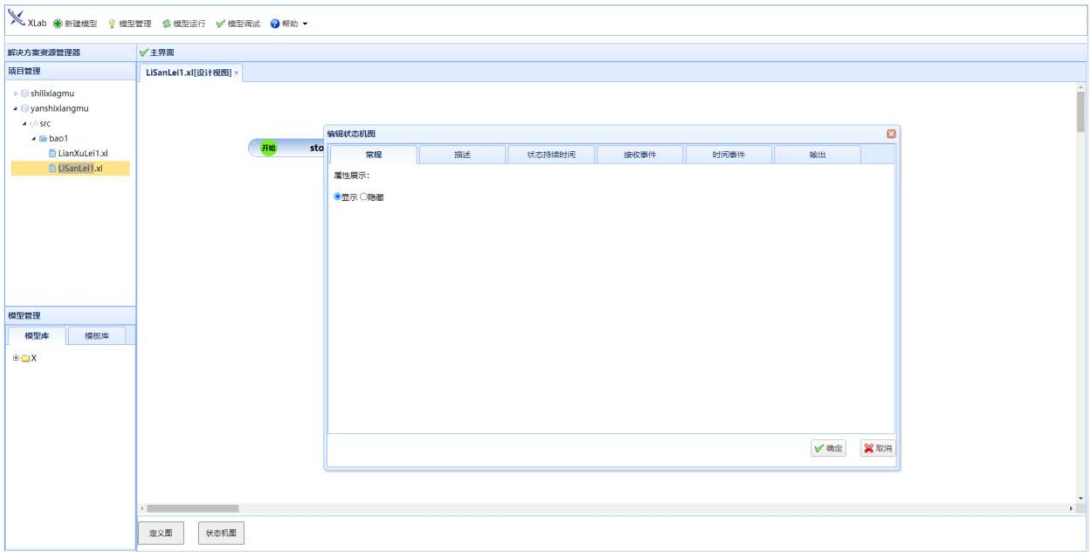 XLab 新建模型 模型管理 模型运行 模型调试 帮助
解决方案资源管理器
主界面
项目管理
LiSanLei1.xl[设计视图] ×
shilixiagmu
yanshixiangmu
src
bao1
LianXuLei1.xl
LiSanLei1.xl
开始 sto
编辑状态机图
常规 描述 状态持续时间 接收事件 时间事件 输出
属性展示：
显示 隐藏
确定 取消
模型管理
模型库 模板库
X
定义图 状态机图